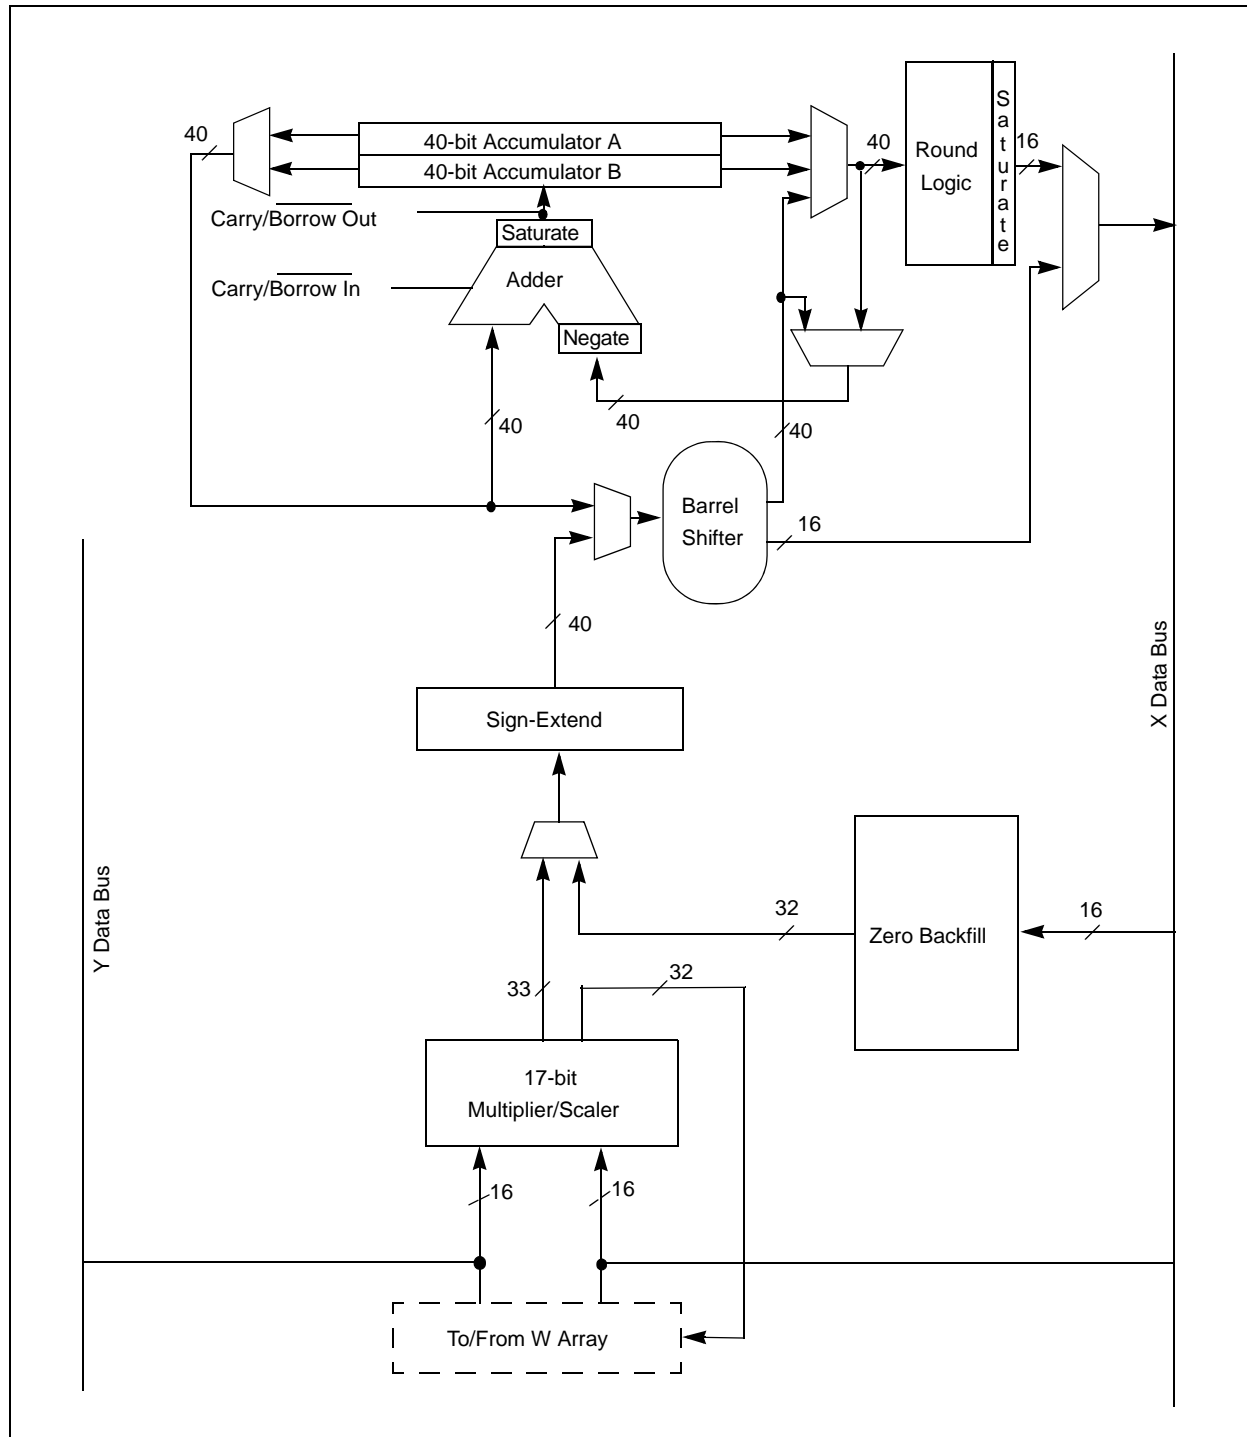 40
40-bit Accumulator A
40-bit Accumulator B
Carry/Borrow Out
Saturate
Carry/Borrow In
Adder
Negate
40
Round
Logic
Saturate
16
40
40
40
Barrel
Shifter
16
40
Sign-Extend
X Data Bus
Y Data Bus
32
Zero Backfill
16
33
32
17-bit
Multiplier/Scaler
16
16
To/From W Array